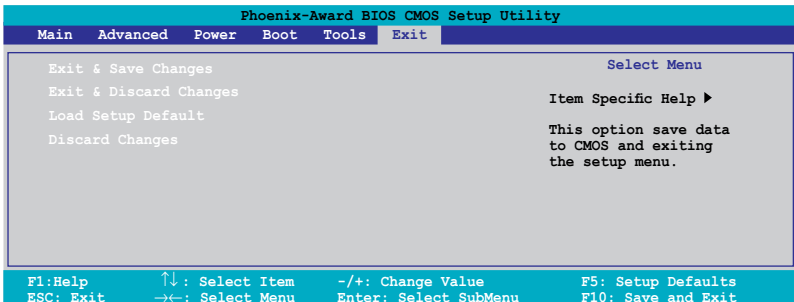 Phoenix-Award BIOS CMOS Setup Utility
Main Advanced Power Boot Tools Exit
Select Menu
Exit & Save Changes
Exit & Discard Changes
Load Setup Default
Discard Changes
Item Specific Help ▶
This option save data
to CMOS and exiting
the setup menu.
F1:Help ↑↓: Select Item -/+: Change Value F5: Setup Defaults
ESC: Exit →←: Select Menu Enter: Select SubMenu F10: Save and Exit